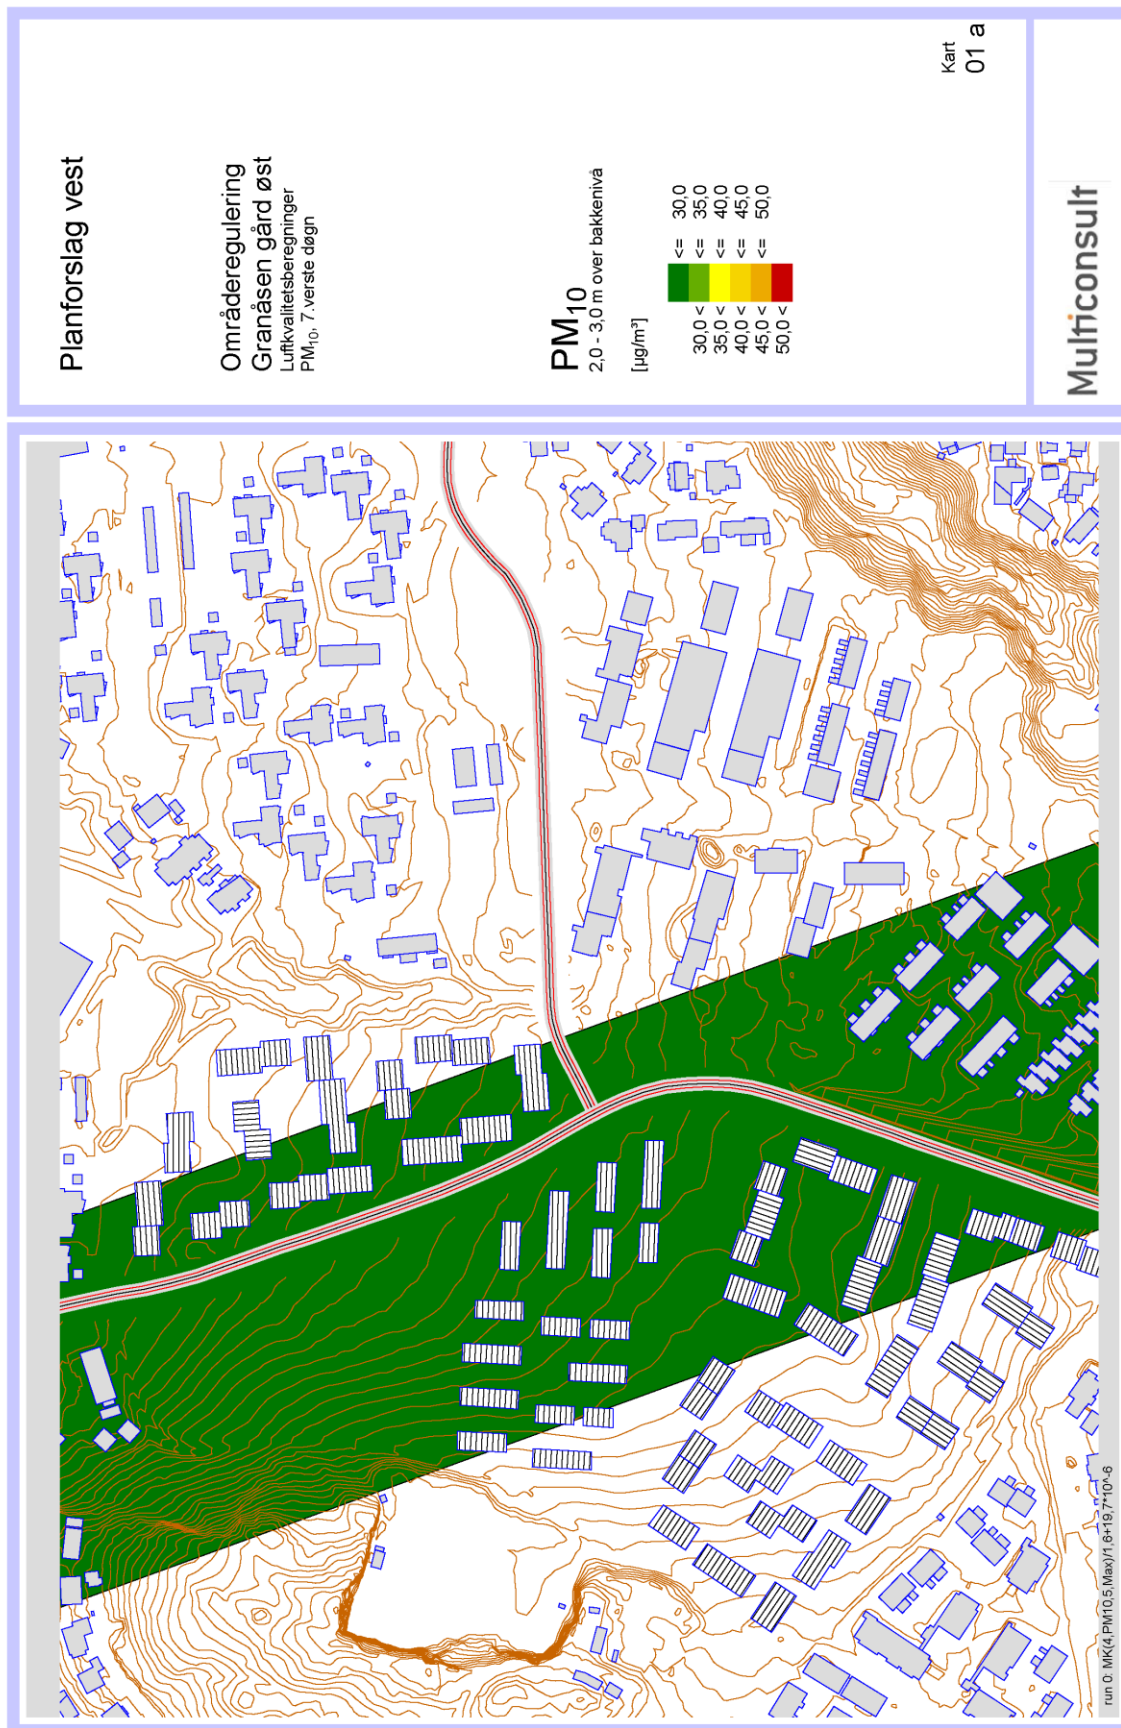 Planforslag vest
Områderegulering
Granåsen gård øst
Luftkvalitetsberegninger
PM10, 7.verste døgn
PM10
2,0 - 3,0 m over bakkenivå
[µg/m³]
<= 30,0
30,0 < <= 35,0
35,0 < <= 40,0
40,0 < <= 45,0
45,0 < <= 50,0
50,0 <
Kart
01 a
Multiconsult
run 0: MK(4,PM10,5,Max)/1,6+19,7*10^-6